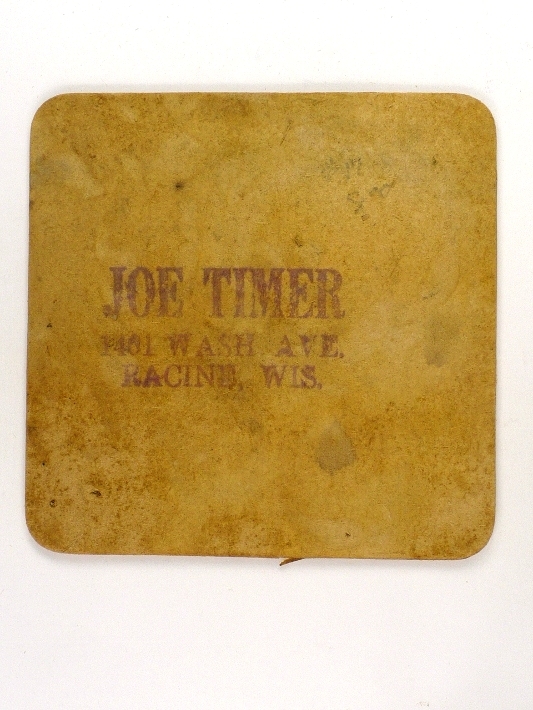 JOE TIMER
1401 WASH AVE.
RACINE, WIS.